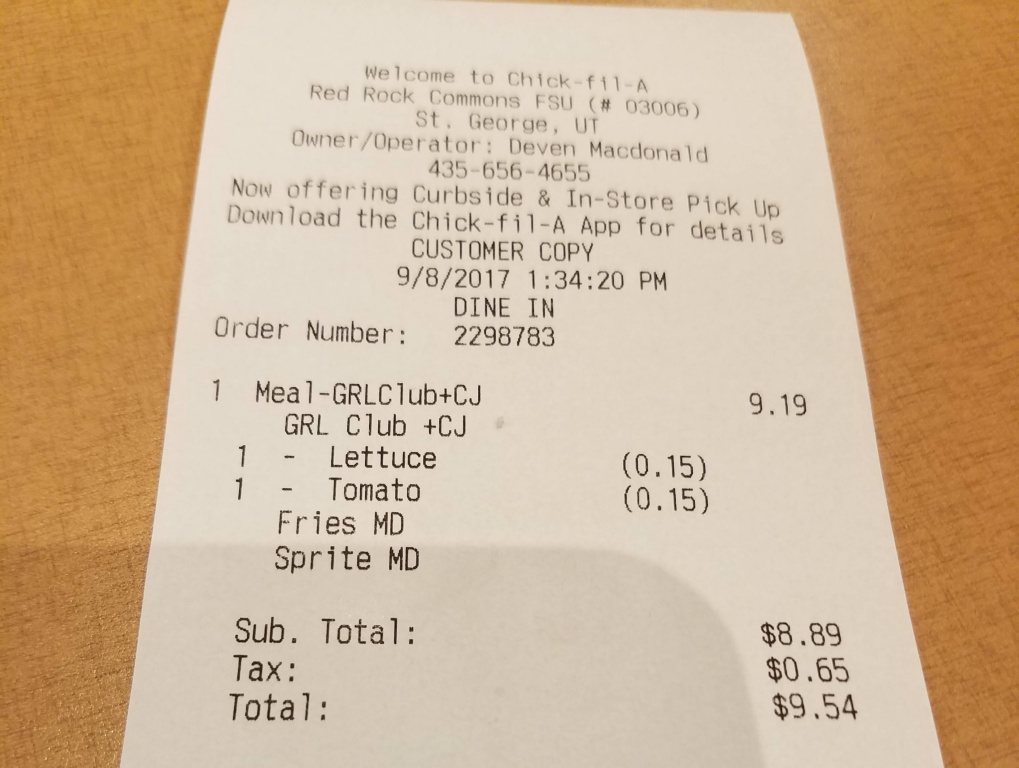 Welcome to Chick-fil-A
Red Rock Commons FSU (# 03006)
St. George, UT
Owner/Operator: Deven Macdonald
435-656-4655
Now offering Curbside & In-Store Pick Up
Download the Chick-fil-A App for details
CUSTOMER COPY
9/8/2017 1:34:20 PM
DINE IN
Order Number: 2298783
1 Meal-GRLClub+CJ 9.19
GRL Club +CJ
1 - Lettuce (0.15)
1 - Tomato (0.15)
Fries MD
Sprite MD
Sub. Total: $8.89
Tax: $0.65
Total: $9.54